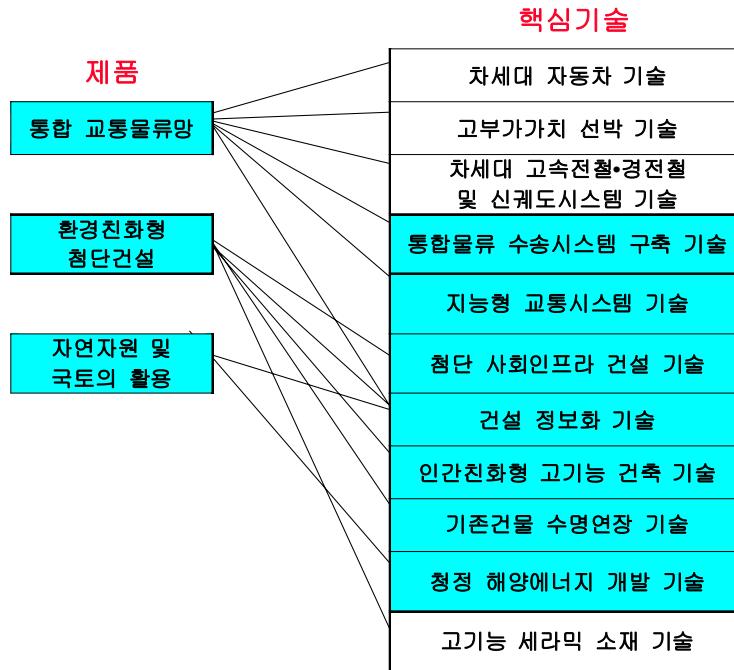 제품
통합 교통물류망
환경친화형
첨단건설
자연자원 및
국토의 활용
핵심기술
차세대 자동차 기술
고부가가치 선박 기술
차세대 고속전철•경전철
및 신궤도시스템 기술
통합물류 수송시스템 구축 기술
지능형 교통시스템 기술
첨단 사회인프라 건설 기술
건설 정보화 기술
인간친화형 고기능 건축 기술
기존건물 수명연장 기술
청정 해양에너지 개발 기술
고기능 세라믹 소재 기술